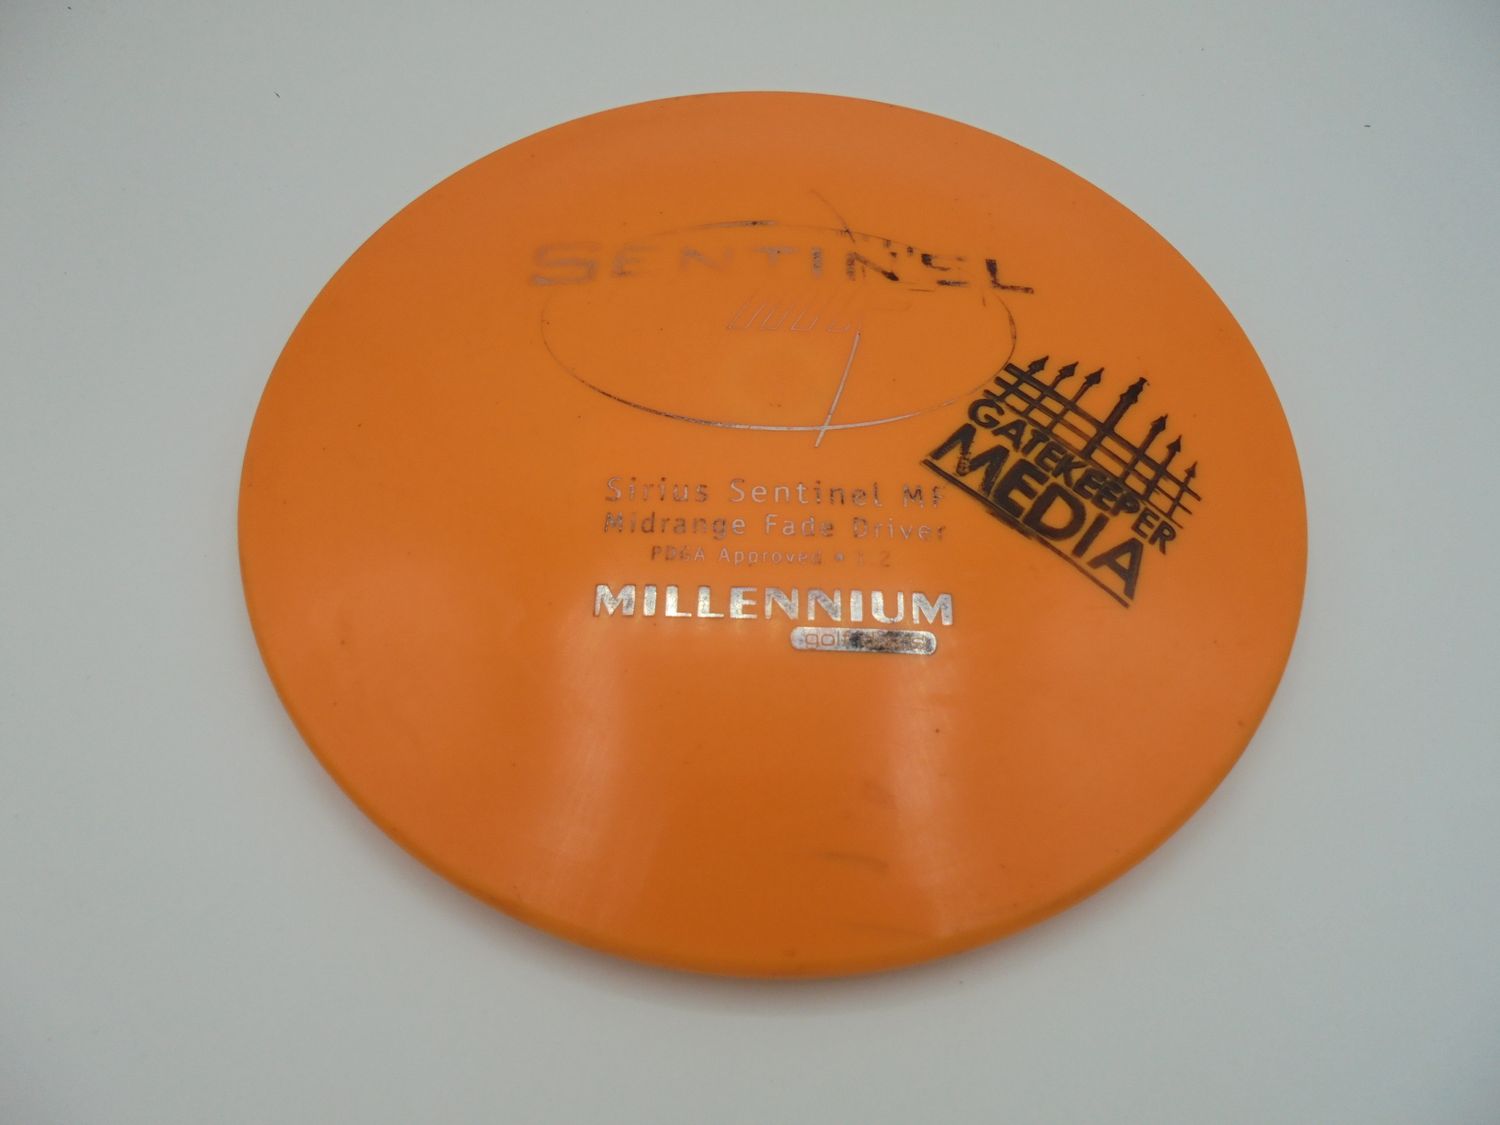 SENTINEL
Sirius Sentinel MF
Midrange Fade Driver
PDGA Approved
MILLENNIUM
GATEKEEPER
MEDIA